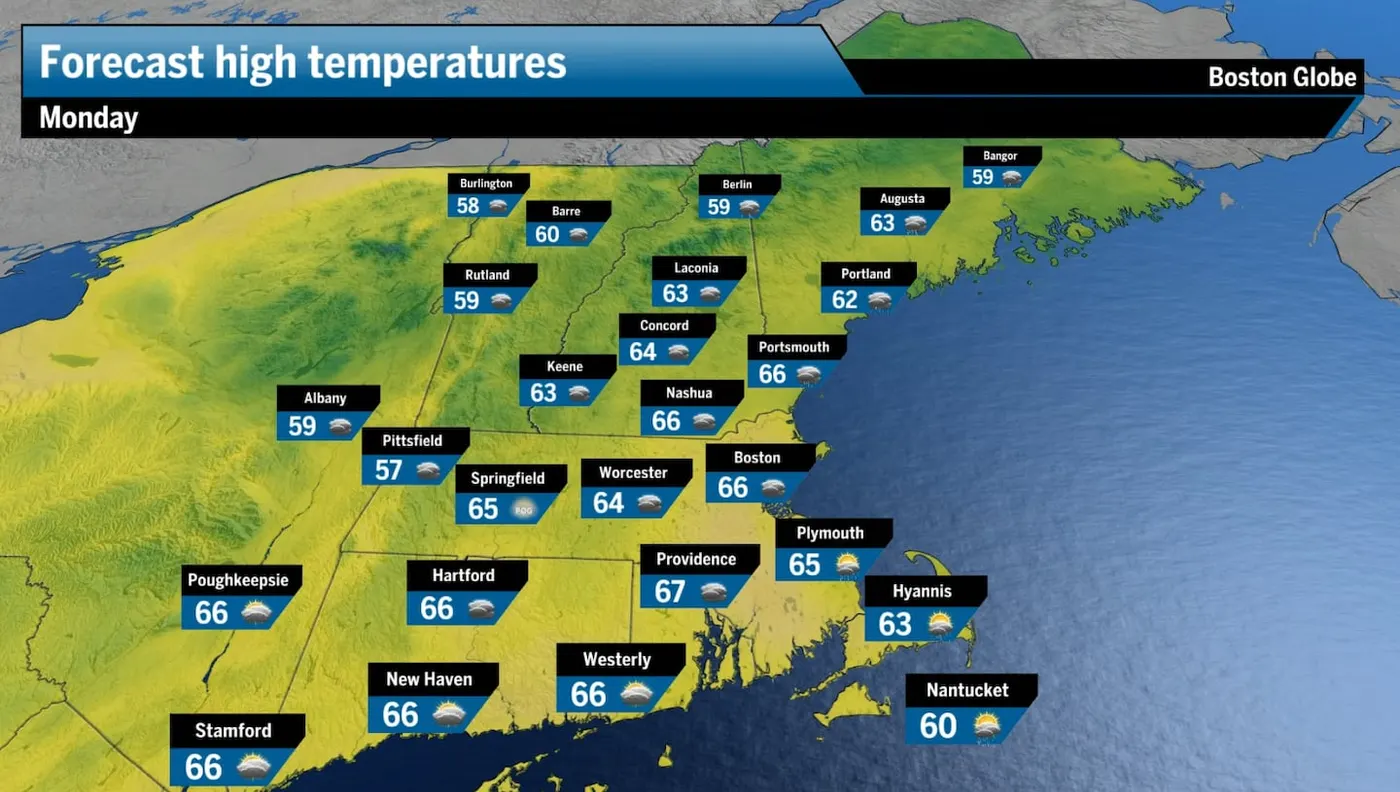 Forecast high temperatures
Boston Globe
Monday
Bangor
59
Burlington
58
Berlin
59
Augusta
63
Barre
60
Laconia
63
Rutland
59
Portland
62
Concord
64
Portsmouth
66
Keene
63
Nashua
66
Albany
59
Pittsfield
57
Boston
66
Worcester
64
Springfield
65
FOG
Plymouth
65
Providence
67
Hartford
66
Poughkeepsie
66
Hyannis
63
Westerly
66
New Haven
66
Nantucket
60
Stamford
66